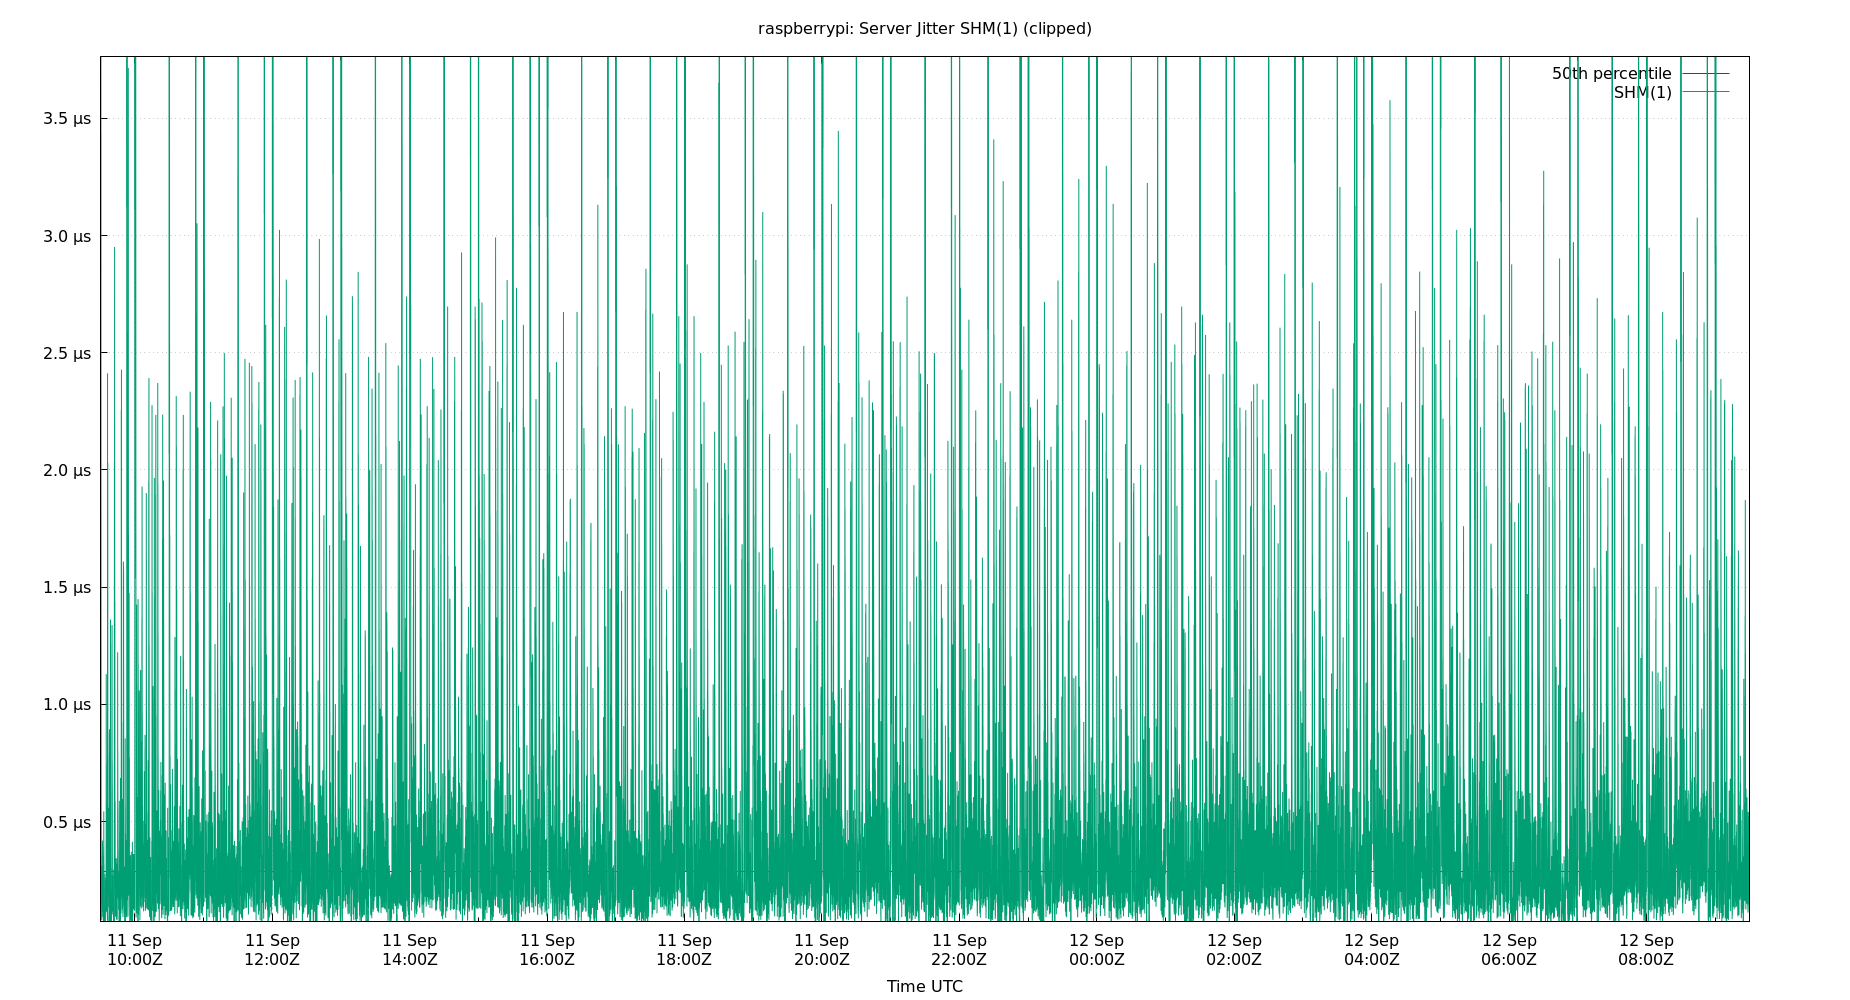 raspberrypi: Server Jitter SHM(1) (clipped)
50th percentile
SHM(1)
3.5 µs
3.0 µs
2.5 µs
2.0 µs
1.5 µs
1.0 µs
0.5 µs
11 Sep 11 Sep 11 Sep 11 Sep 11 Sep 11 Sep 11 Sep 12 Sep 12 Sep 12 Sep 12 Sep 12 Sep
10:00Z 12:00Z 14:00Z 16:00Z 18:00Z 20:00Z 22:00Z 00:00Z 02:00Z 04:00Z 06:00Z 08:00Z
Time UTC